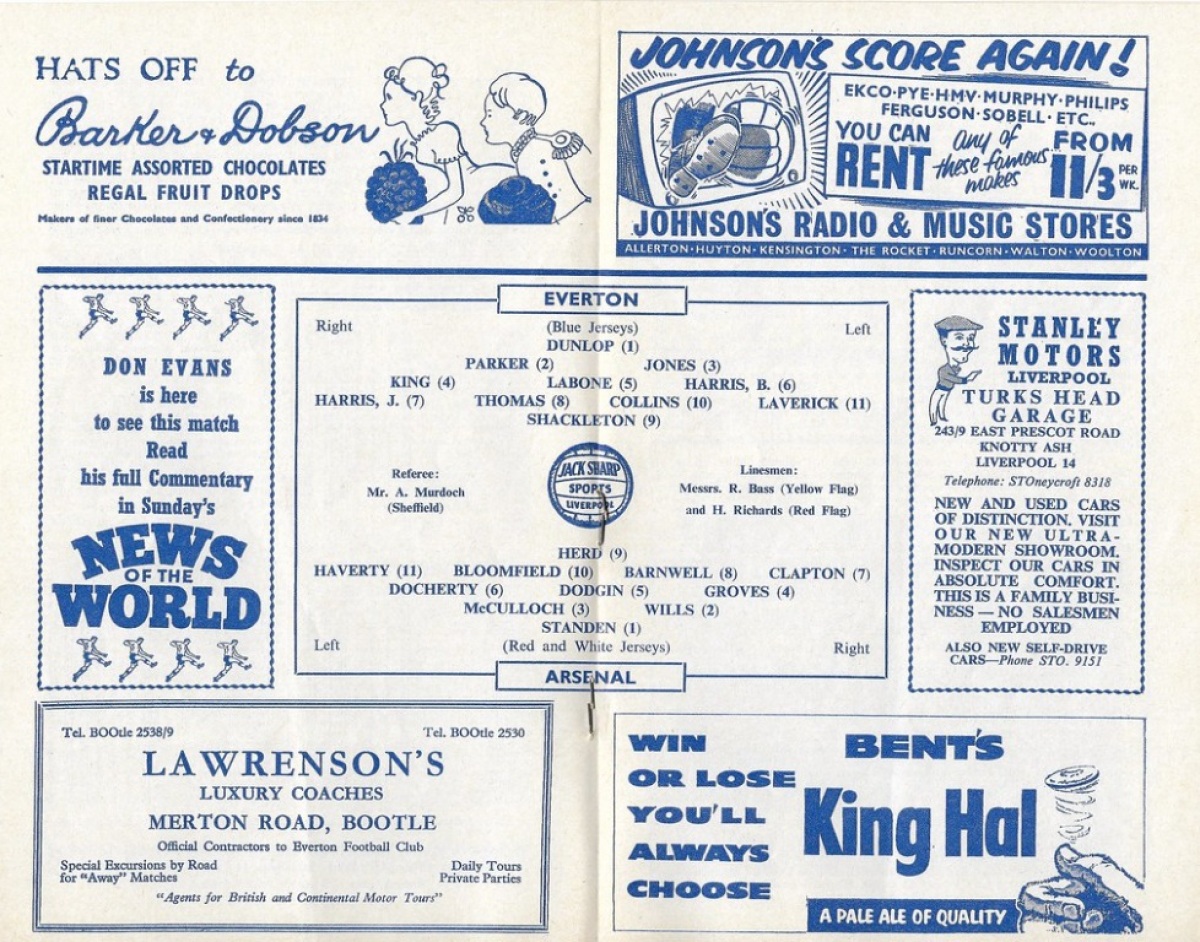 HATS OFF to
Barker & Dobson
STARTIME ASSORTED CHOCOLATES
REGAL FRUIT DROPS
Makers of finer Chocolates and Confectionery since 1834
JOHNSON'S SCORE AGAIN!
EKCO·PYE·HMV·MURPHY·PHILIPS
FERGUSON·SOBELL·ETC.,
YOU CAN RENT
any of these famous makes
FROM 11/3 PER WK.
JOHNSON'S RADIO & MUSIC STORES
ALLERTON·HUYTON·KENSINGTON·THE ROCKET·RUNCORN·WALTON·WOOLTON
DON EVANS
is here
to see this match
Read
his full Commentary
in Sunday's
NEWS
OF THE
WORLD
EVERTON
Right (Blue Jerseys) Left
DUNLOP (1)
PARKER (2) JONES (3)
KING (4) LABONE (5) HARRIS, B. (6)
HARRIS, J. (7) THOMAS (8) COLLINS (10) LAVERICK (11)
SHACKLETON (9)
Referee:
Mr. A. Murdoch
(Sheffield)
JACK SHARP
SPORTS
LIVERPOOL
Linesmen:
Messrs. R. Bass (Yellow Flag)
and H. Richards (Red Flag)
HERD (9)
HAVERTY (11) BLOOMFIELD (10) BARNWELL (8) CLAPTON (7)
DOCHERTY (6) DODGIN (5) GROVES (4)
McCULLOCH (3) WILLS (2)
STANDEN (1)
Left (Red and White Jerseys) Right
ARSENAL
STANLEY
MOTORS
LIVERPOOL
TURKS HEAD
GARAGE
243/9 EAST PRESCOT ROAD
KNOTTY ASH
LIVERPOOL 14
Telephone: STOneycroft 8318
NEW AND USED CARS
OF DISTINCTION. VISIT
OUR NEW ULTRA-
MODERN SHOWROOM.
INSPECT OUR CARS IN
ABSOLUTE COMFORT.
THIS IS A FAMILY BUSI-
NESS — NO SALESMEN
EMPLOYED
ALSO NEW SELF-DRIVE
CARS—Phone STO. 9151
Tel. BOOtle 2538/9 Tel. BOOtle 2530
LAWRENSON'S
LUXURY COACHES
MERTON ROAD, BOOTLE
Official Contractors to Everton Football Club
Special Excursions by Road
for "Away" Matches
Daily Tours
Private Parties
"Agents for British and Continental Motor Tours"
WIN
OR LOSE
YOU'LL
ALWAYS
CHOOSE
BENT'S
King Hal
A PALE ALE OF QUALITY